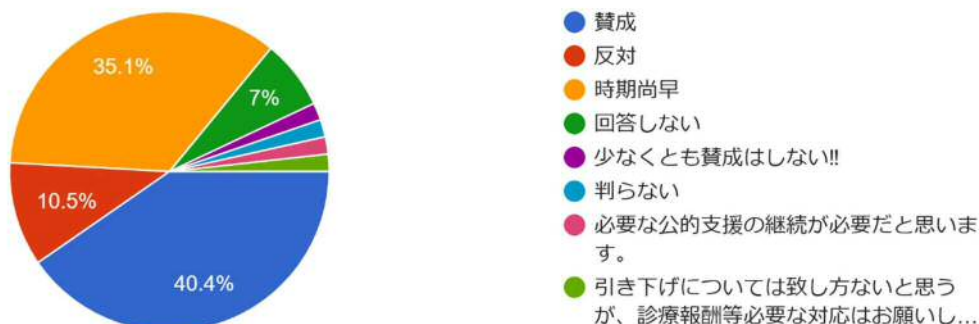 35.1%
7%
10.5%
40.4%
賛成
反対
時期尚早
回答しない
少なくとも賛成はしない!!
判らない
必要な公的支援の継続が必要だと思いま
す。
引き下げについては致し方ないと思う
が、診療報酬等必要な対応はお願いし…